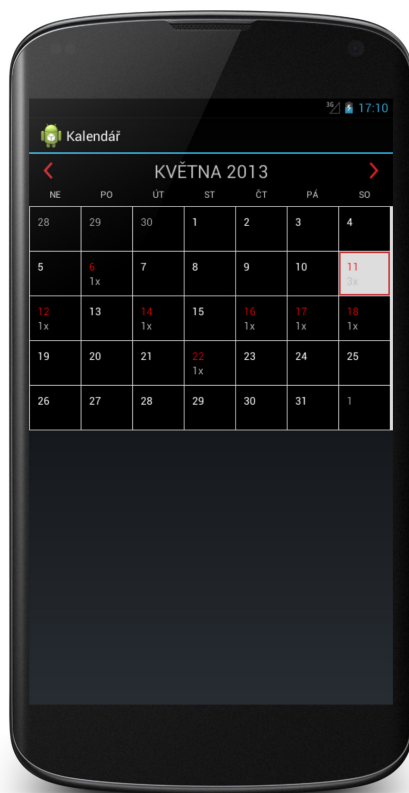 3G 17:10
Kalendář
KVĚTNA 2013
NE PO ÚT ST ČT PÁ SO
28 29 30 1 2 3 4
5 6 7 8 9 10 11
1x 3x
12 13 14 15 16 17 18
1x 1x 1x 1x 1x
19 20 21 22 23 24 25
1x
26 27 28 29 30 31 1